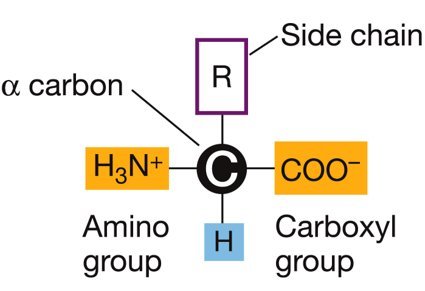 Side chain
R
α carbon
H₃N⁺
C
COO⁻
Amino
group
H
Carboxyl
group